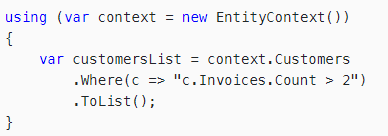 using (var context = new EntityContext())
{
    var customersList = context.Customers
        .Where(c => "c.Invoices.Count > 2")
        .ToList();
}